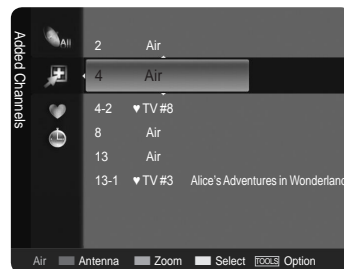 Added Channels
All
2 Air
4 Air
4-2 ♥ TV #8
8 Air
13 Air
13-1 ♥ TV #3 Alice's Adventures in Wonderland
Air Antenna Zoom Select TOOLS Option